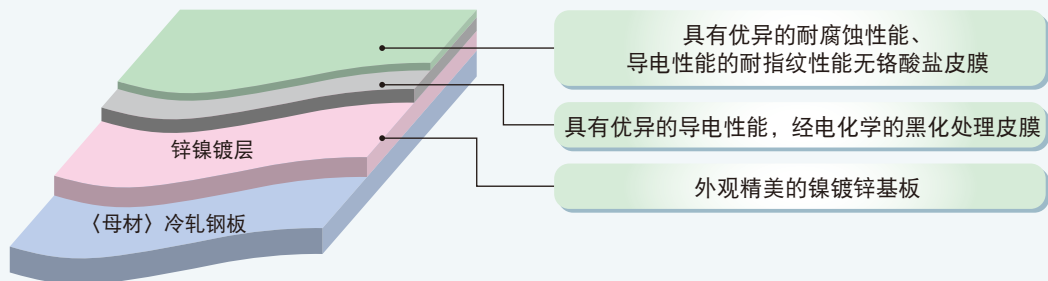 具有优异的耐腐蚀性能、
导电性能的耐指纹性能无铬酸盐皮膜
具有优异的导电性能，经电化学的黑化处理皮膜
锌镍镀层
外观精美的镍镀锌基板
〈母材〉冷轧钢板